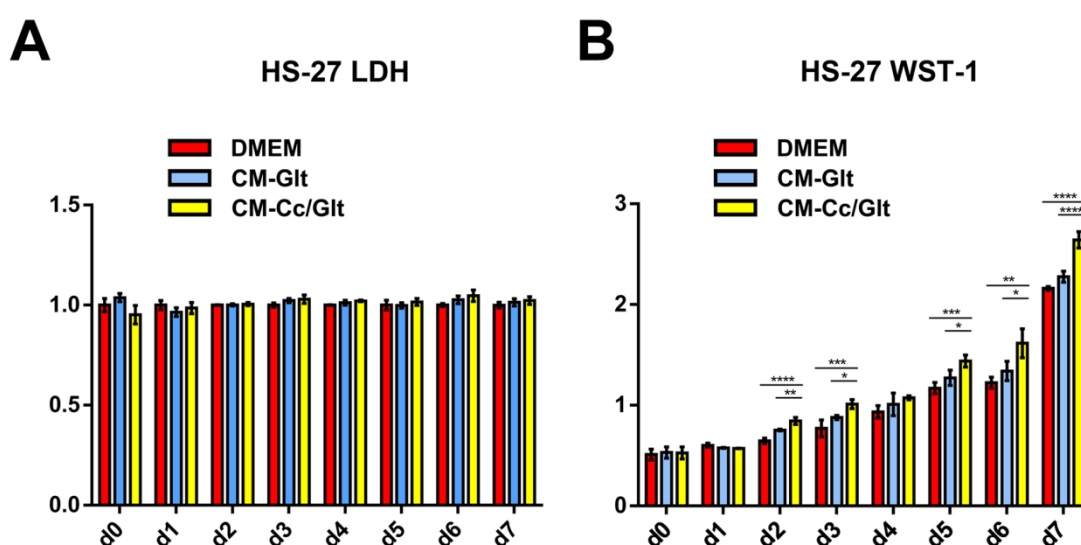 A
HS-27 LDH
DMEM
CM-Glt
CM-Cc/Glt
1.5
1.0
0.5
0.0
d0 d1 d2 d3 d4 d5 d6 d7
B
HS-27 WST-1
DMEM
CM-Glt
CM-Cc/Glt
3
2
1
0
**** **
*** *
*** *
** *
**** ****
d0 d1 d2 d3 d4 d5 d6 d7